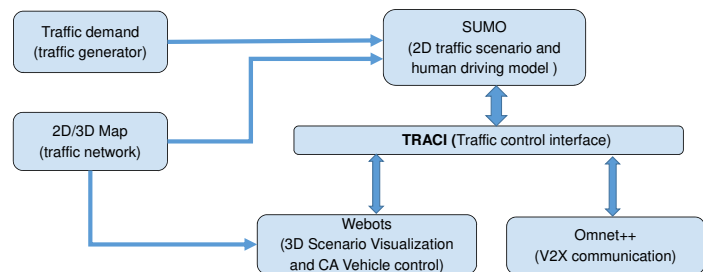 Traffic demand
(traffic generator)
SUMO
(2D traffic scenario and
human driving model )
2D/3D Map
(traffic network)
TRACI (Traffic control interface)
Webots
(3D Scenario Visualization
and CA Vehicle control)
Omnet++
(V2X communication)